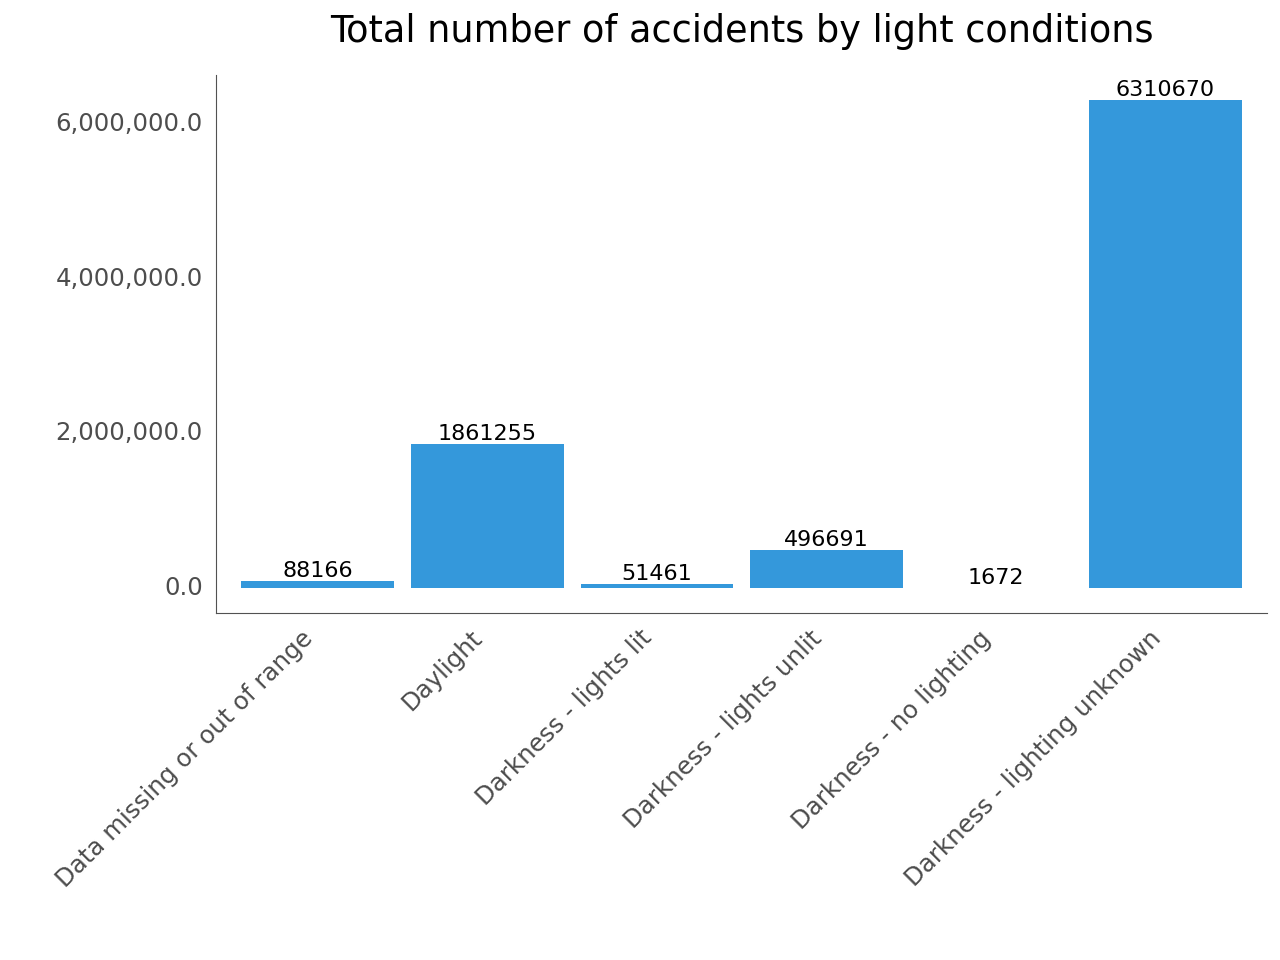 Total number of accidents by light conditions
6,000,000.0
4,000,000.0
2,000,000.0
0.0
88166
1861255
51461
496691
1672
6310670
Data missing or out of range
Daylight
Darkness - lights lit
Darkness - lights unlit
Darkness - no lighting
Darkness - lighting unknown